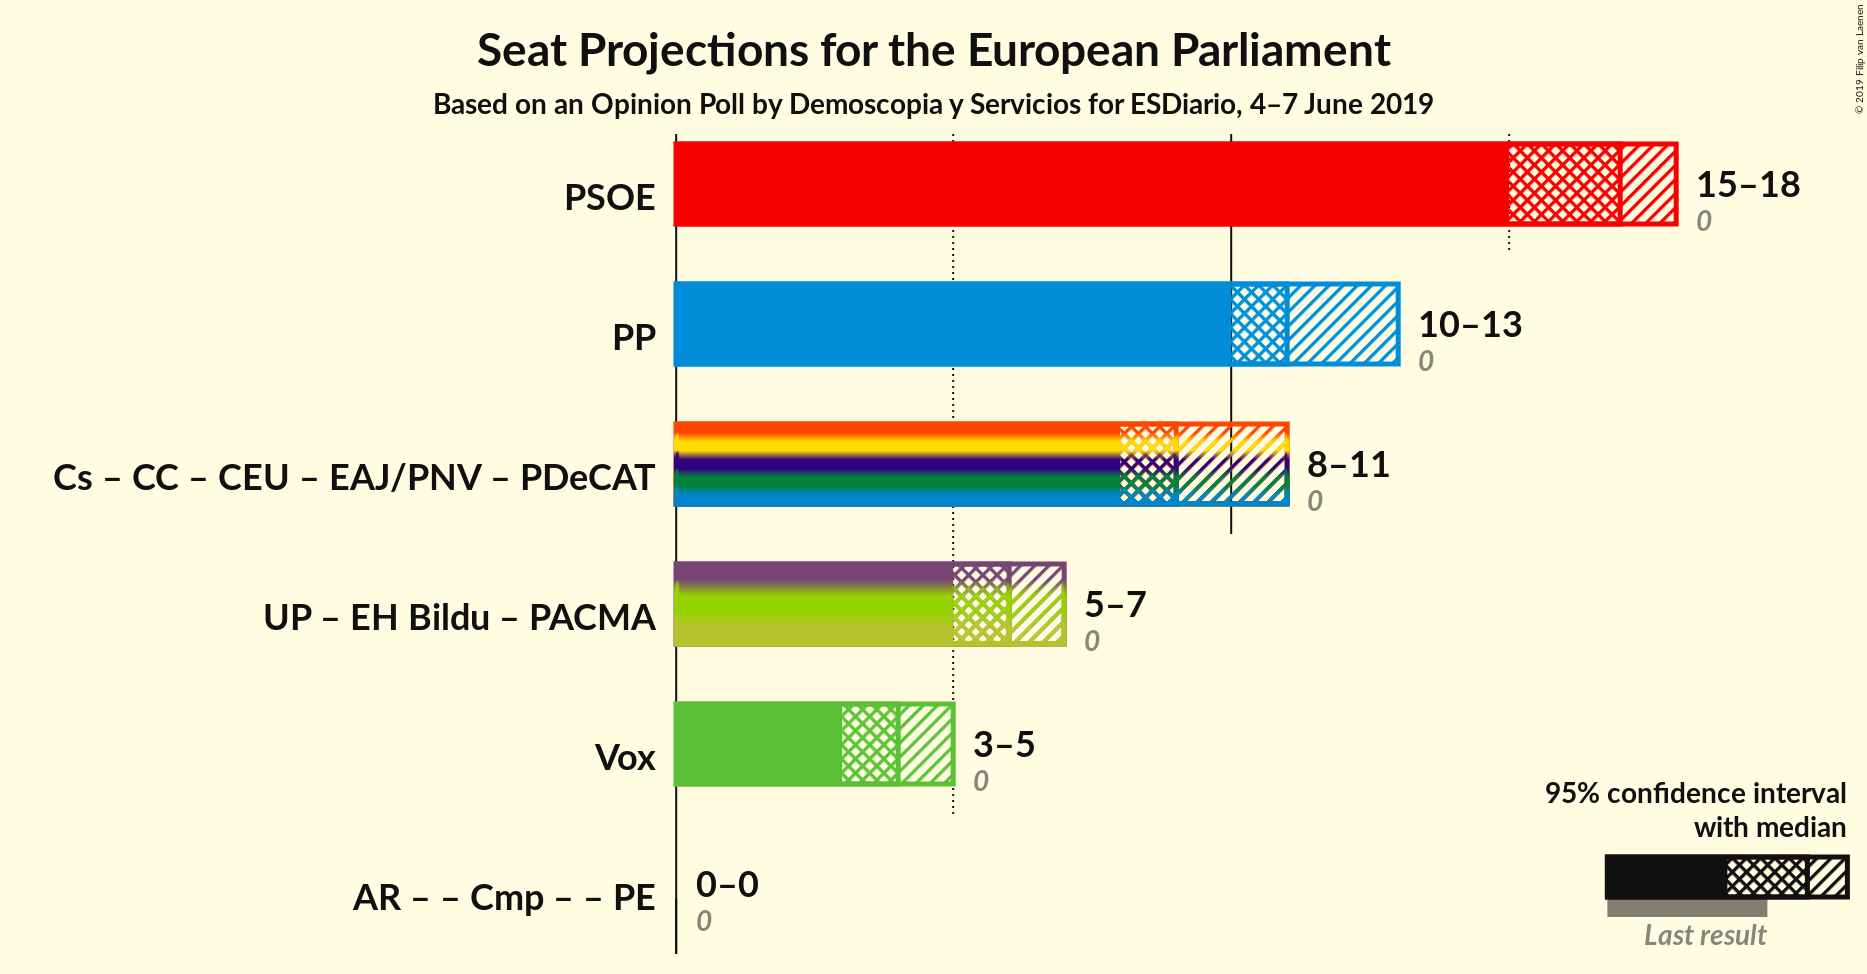 Seat Projections for the European Parliament
Based on an Opinion Poll by Demoscopia y Servicios for ESDiario, 4–7 June 2019
© 2019 Filip van Laenen
PSOE
15–18
0
PP
10–13
0
Cs – CC – CEU – EAJ/PNV – PDeCAT
8–11
0
UP – EH Bildu – PACMA
5–7
0
Vox
3–5
0
AR – – Cmp – – PE
0–0
0
95% confidence interval
with median
Last result